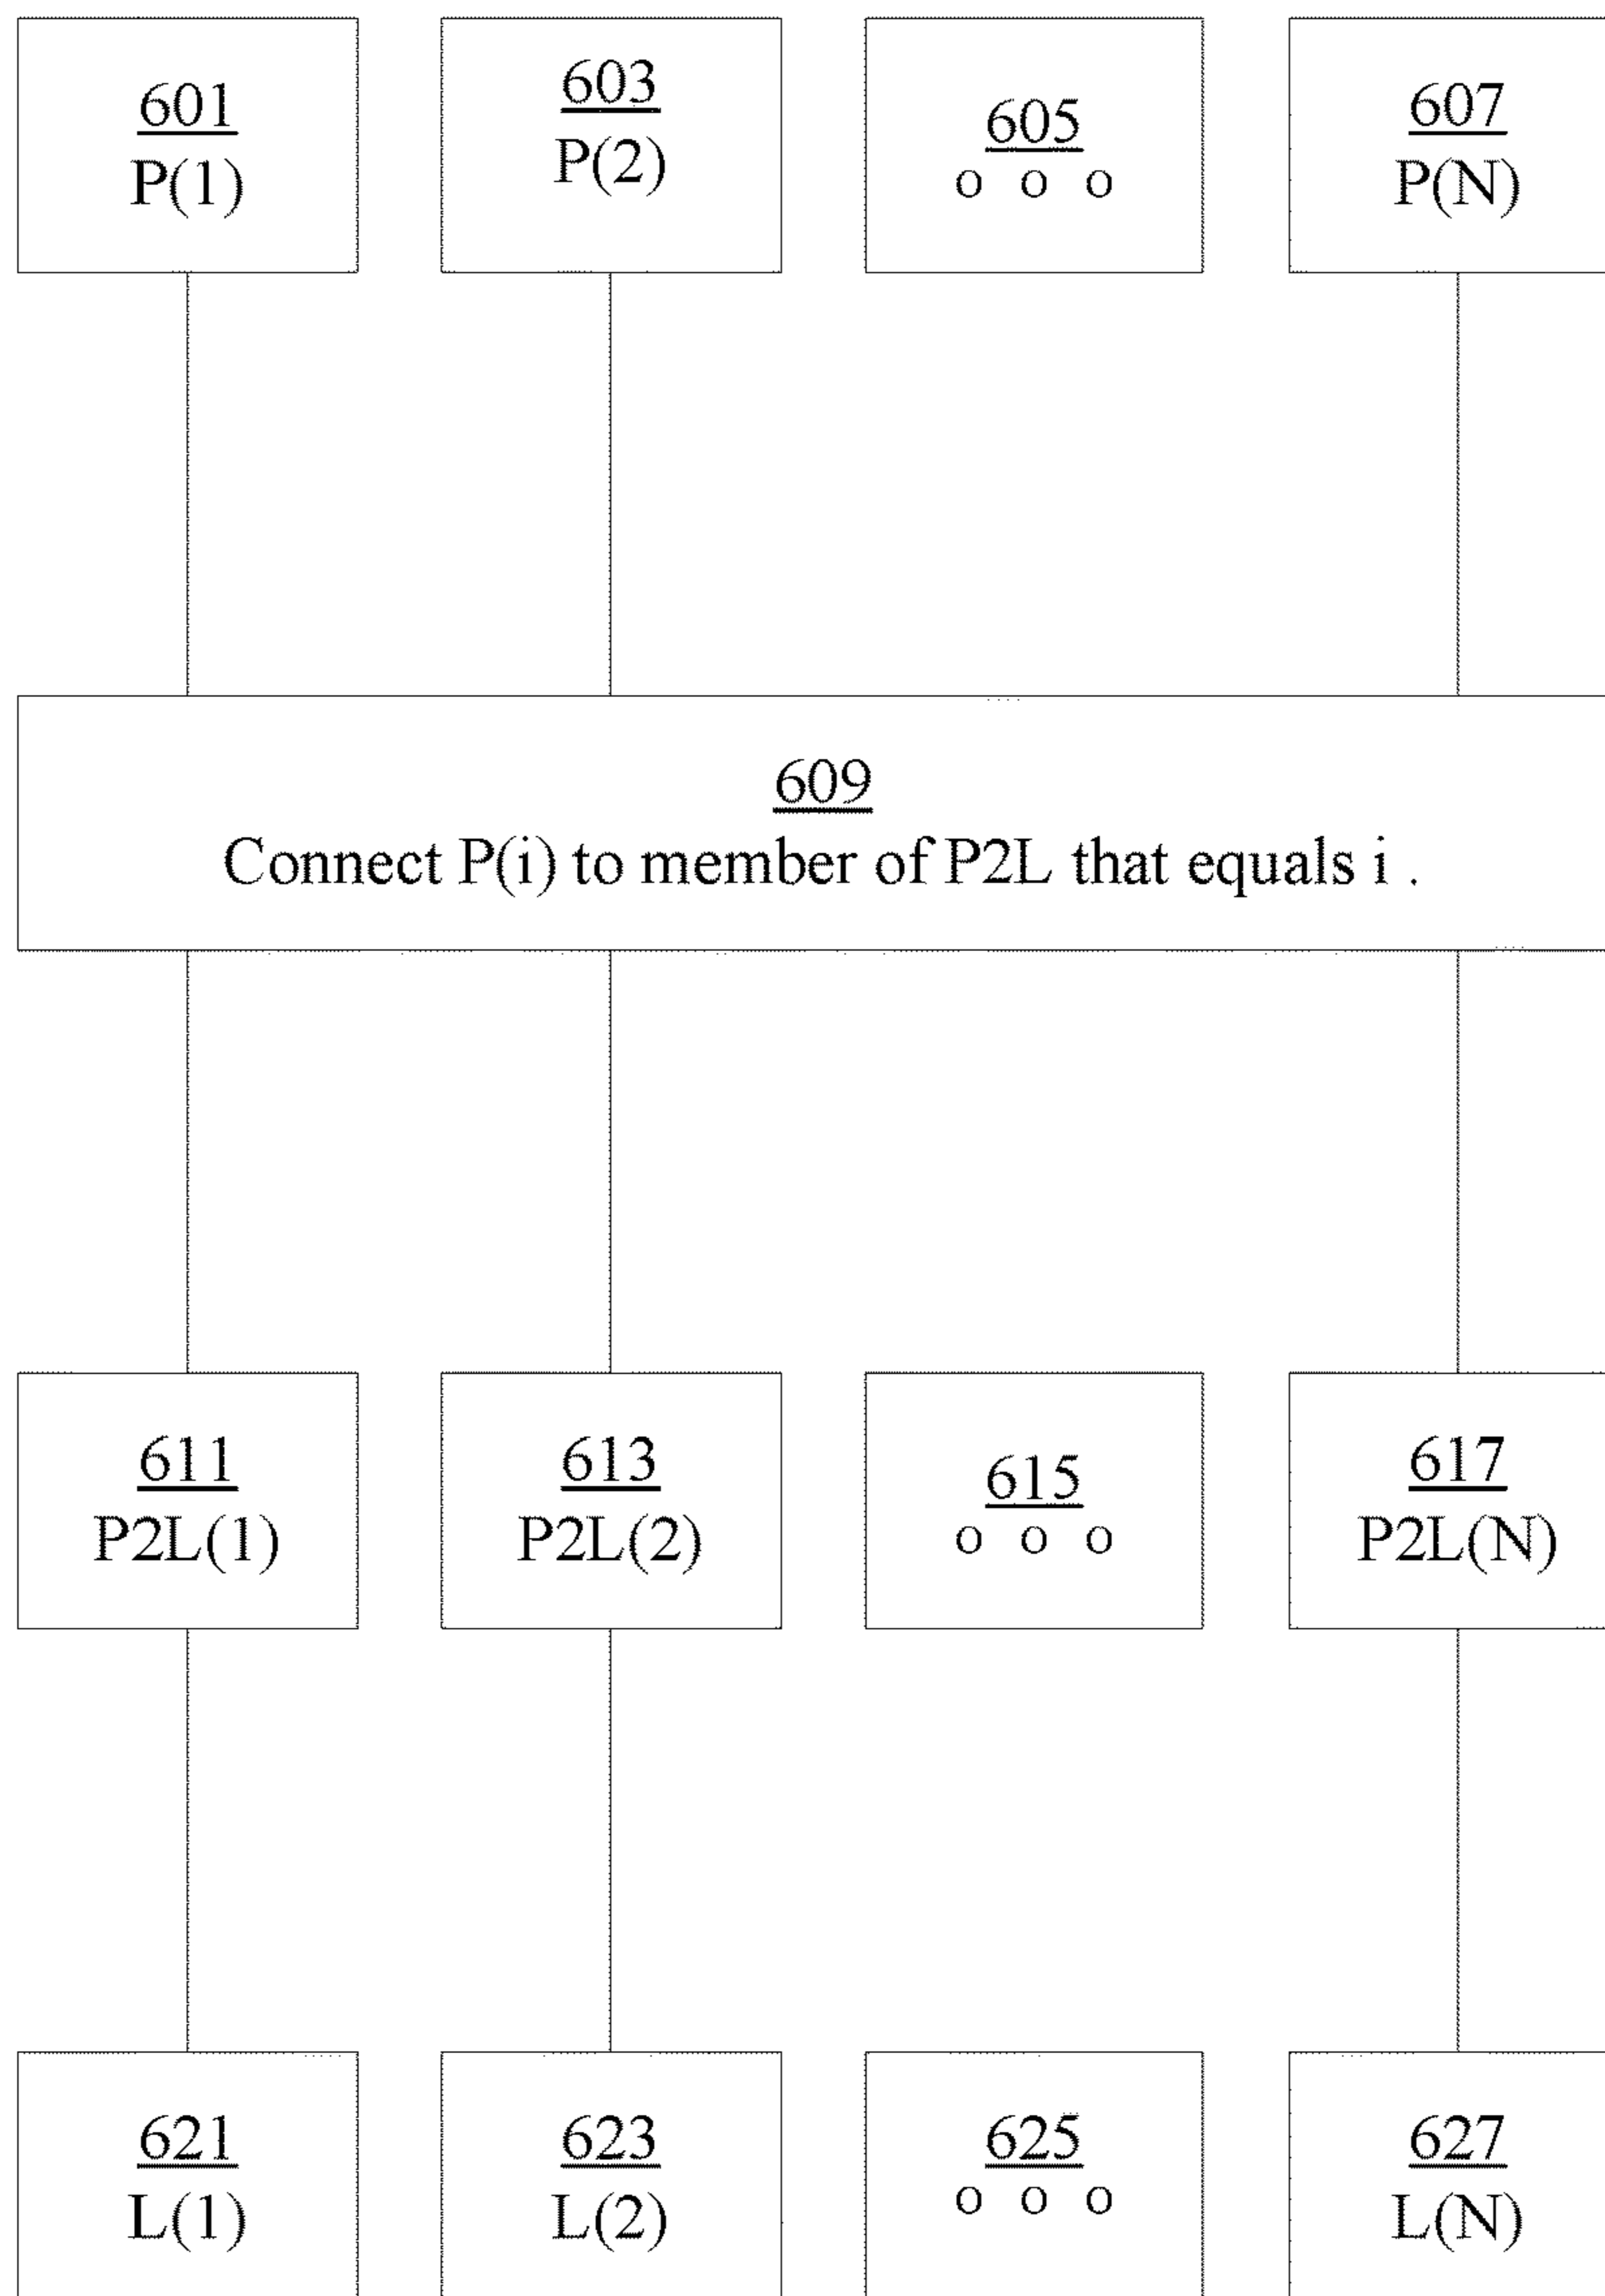 601
P(1)
603
P(2)
605
o o o
607
P(N)
609
Connect P(i) to member of P2L that equals i .
611
P2L(1)
613
P2L(2)
615
o o o
617
P2L(N)
621
L(1)
623
L(2)
625
o o o
627
L(N)